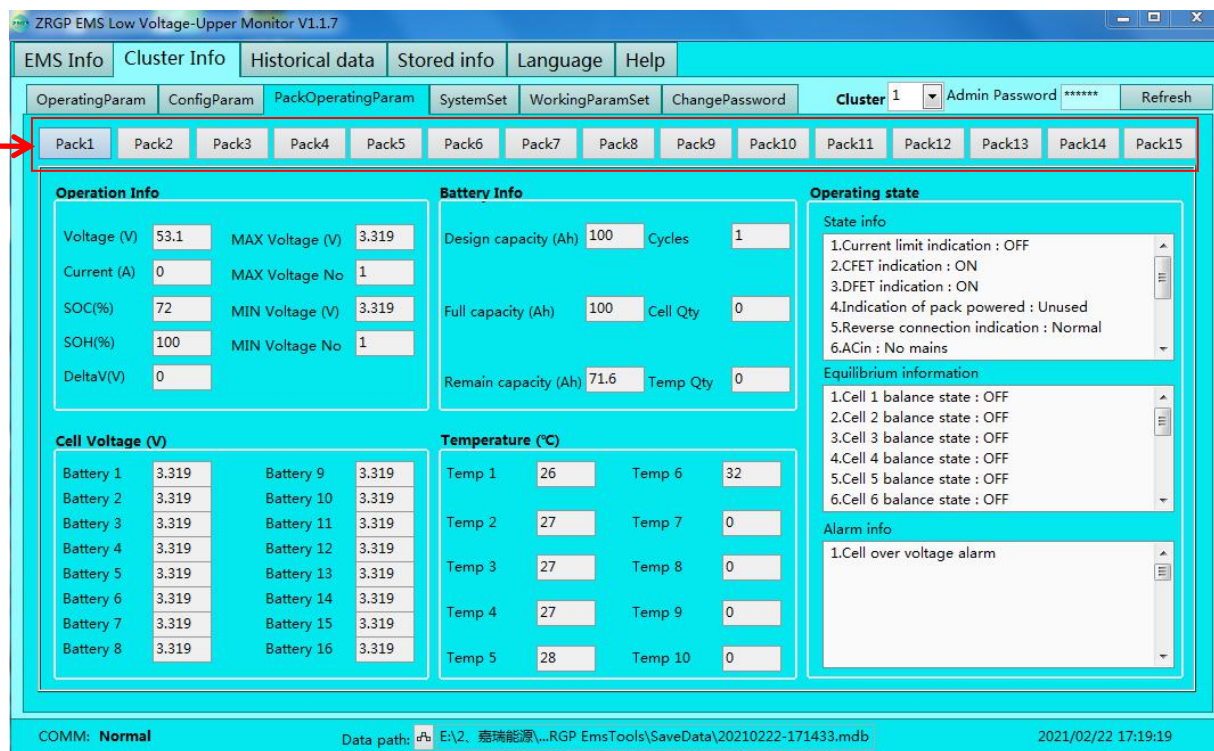 ZRGP EMS Low Voltage-Upper Monitor V1.1.7
EMS Info Cluster Info Historical data Stored info Language Help
OperatingParam ConfigParam PackOperatingParam SystemSet WorkingParamSet ChangePassword Cluster 1 Admin Password ****** Refresh
Pack1 Pack2 Pack3 Pack4 Pack5 Pack6 Pack7 Pack8 Pack9 Pack10 Pack11 Pack12 Pack13 Pack14 Pack15
Operation Info
Voltage (V) 53.1 MAX Voltage (V) 3.319
Current (A) 0 MAX Voltage No 1
SOC(%) 72 MIN Voltage (V) 3.319
SOH(%) 100 MIN Voltage No 1
DeltaV(V) 0
Battery Info
Design capacity (Ah) 100 Cycles 1
Full capacity (Ah) 100 Cell Qty 0
Remain capacity (Ah) 71.6 Temp Qty 0
Cell Voltage (V)
Battery 1 3.319 Battery 9 3.319
Battery 2 3.319 Battery 10 3.319
Battery 3 3.319 Battery 11 3.319
Battery 4 3.319 Battery 12 3.319
Battery 5 3.319 Battery 13 3.319
Battery 6 3.319 Battery 14 3.319
Battery 7 3.319 Battery 15 3.319
Battery 8 3.319 Battery 16 3.319
Temperature (℃)
Temp 1 26 Temp 6 32
Temp 2 27 Temp 7 0
Temp 3 27 Temp 8 0
Temp 4 27 Temp 9 0
Temp 5 28 Temp 10 0
Operating state
State info
1.Current limit indication : OFF
2.CFET indication : ON
3.DFET indication : ON
4.Indication of pack powered : Unused
5.Reverse connection indication : Normal
6.ACin : No mains
Equilibrium information
1.Cell 1 balance state : OFF
2.Cell 2 balance state : OFF
3.Cell 3 balance state : OFF
4.Cell 4 balance state : OFF
5.Cell 5 balance state : OFF
6.Cell 6 balance state : OFF
Alarm info
1.Cell over voltage alarm
COMM: Normal Data path: E:\2、嘉瑞能源\...RGP EmsTools\SaveData\20210222-171433.mdb 2021/02/22 17:19:19